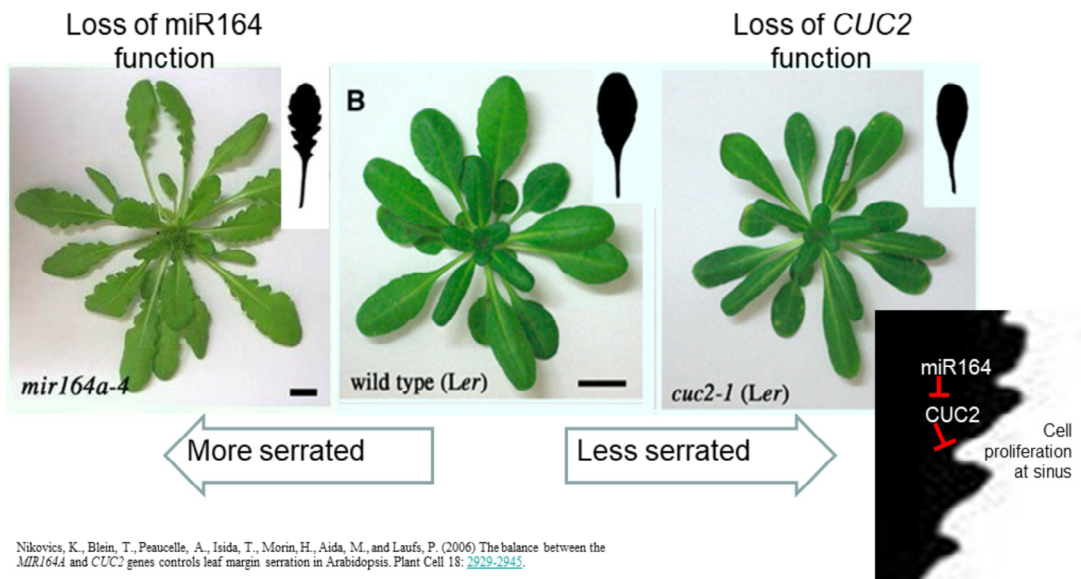 Loss of miR164
function
Loss of CUC2
function
B
mir164a-4
wild type (Ler)
cuc2-1 (Ler)
miR164
CUC2
Cell
proliferation
at sinus
More serrated
Less serrated
Nikovics, K., Blein, T., Peaucelle, A., Isida, T., Morin, H., Aida, M., and Laufs, P. (2006) The balance between the
MIR164A and CUC2 genes controls leaf margin serration in Arabidopsis. Plant Cell 18: 2929-2945.